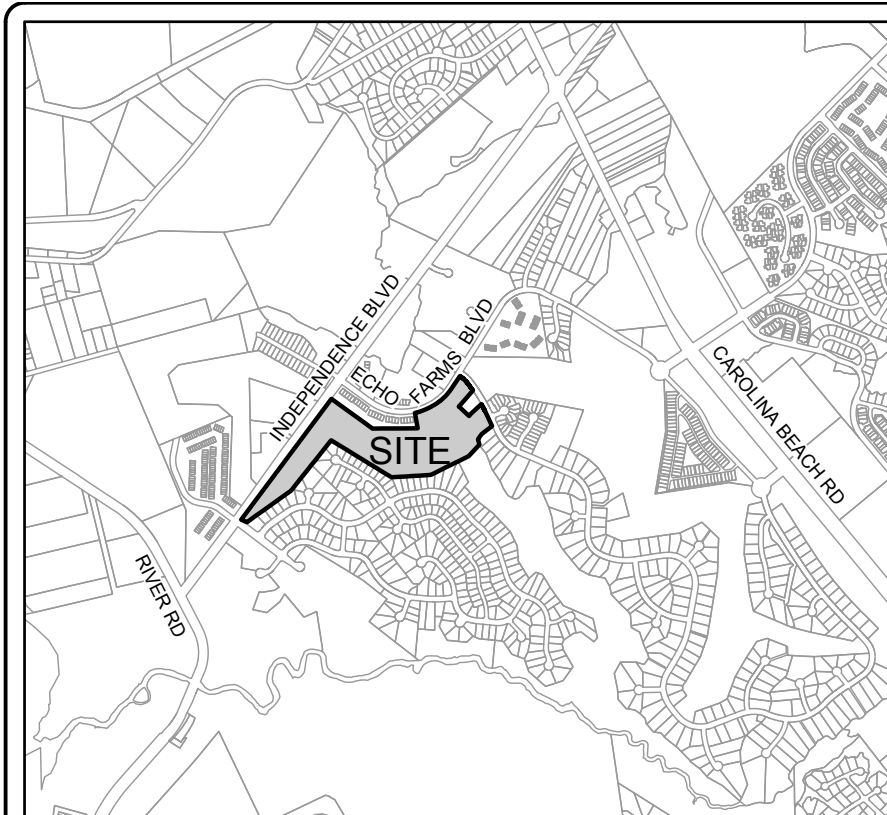 INDEPENDENCE BLVD
ECHO FARMS BLVD
CAROLINA BEACH RD
SITE
RIVER RD